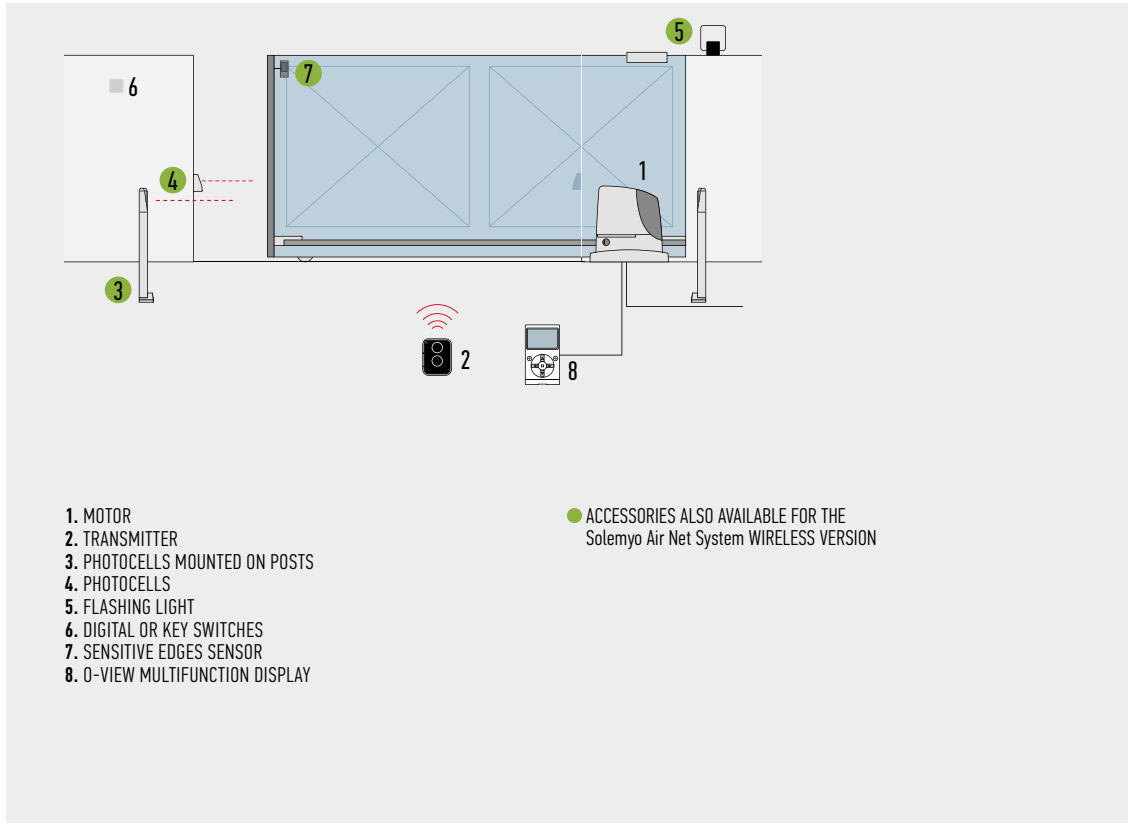 5
7
6
1
4
3
2
8
1. MOTOR
2. TRANSMITTER
3. PHOTOCELLS MOUNTED ON POSTS
4. PHOTOCELLS
5. FLASHING LIGHT
6. DIGITAL OR KEY SWITCHES
7. SENSITIVE EDGES SENSOR
8. O-VIEW MULTIFUNCTION DISPLAY
ACCESSORIES ALSO AVAILABLE FOR THE
Solemyo Air Net System WIRELESS VERSION